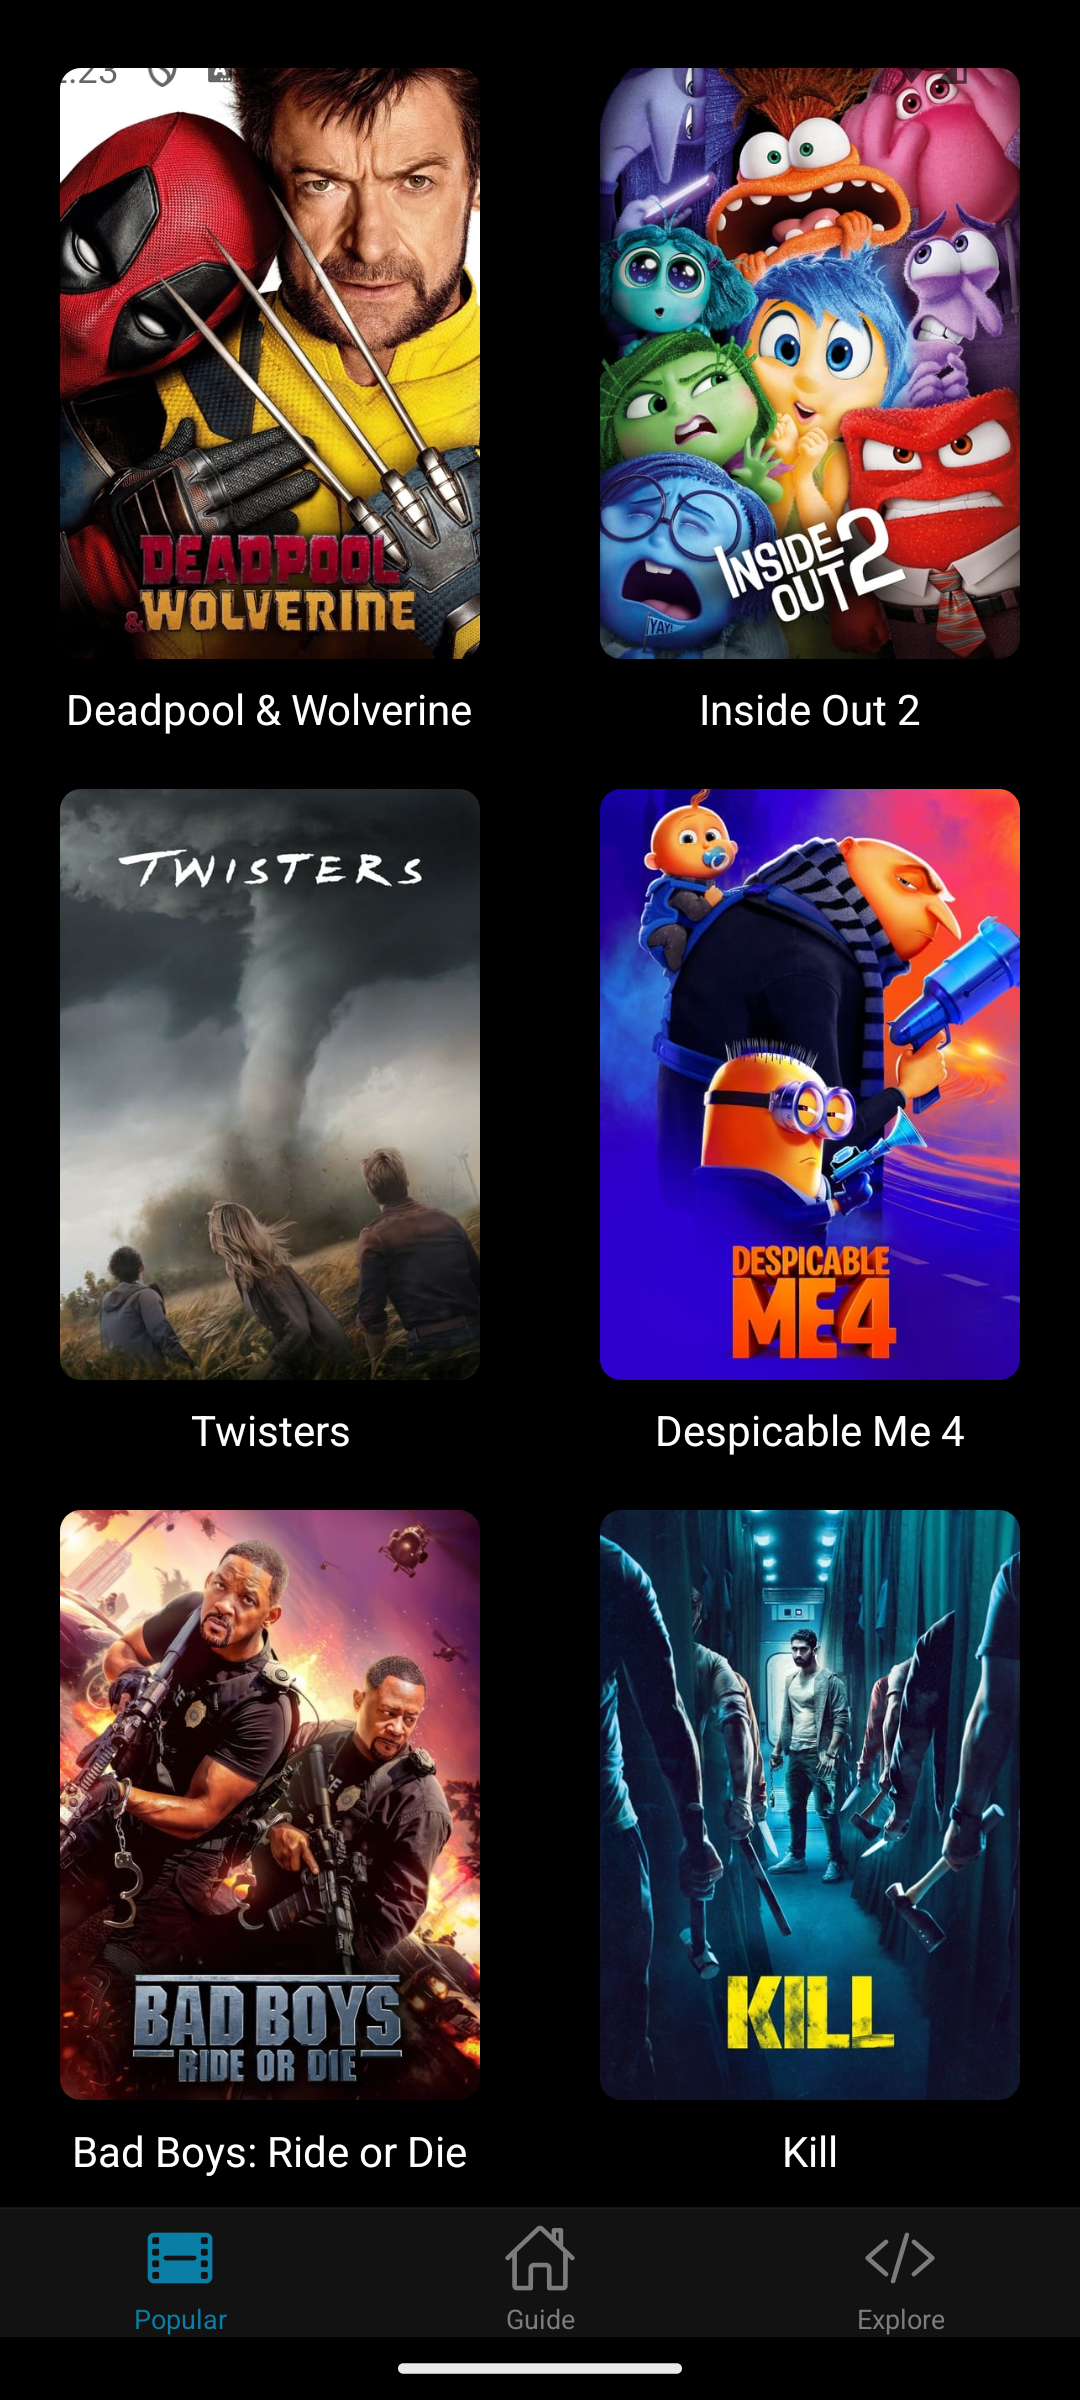 DEADPOOL
& WOLVERINE
INSIDE
OUT 2
YAY!
Deadpool & Wolverine
Inside Out 2
TWISTERS
DESPICABLE
ME 4
Twisters
Despicable Me 4
BAD BOYS
RIDE OR DIE
KILL
Bad Boys: Ride or Die
Kill
Popular
Guide
Explore